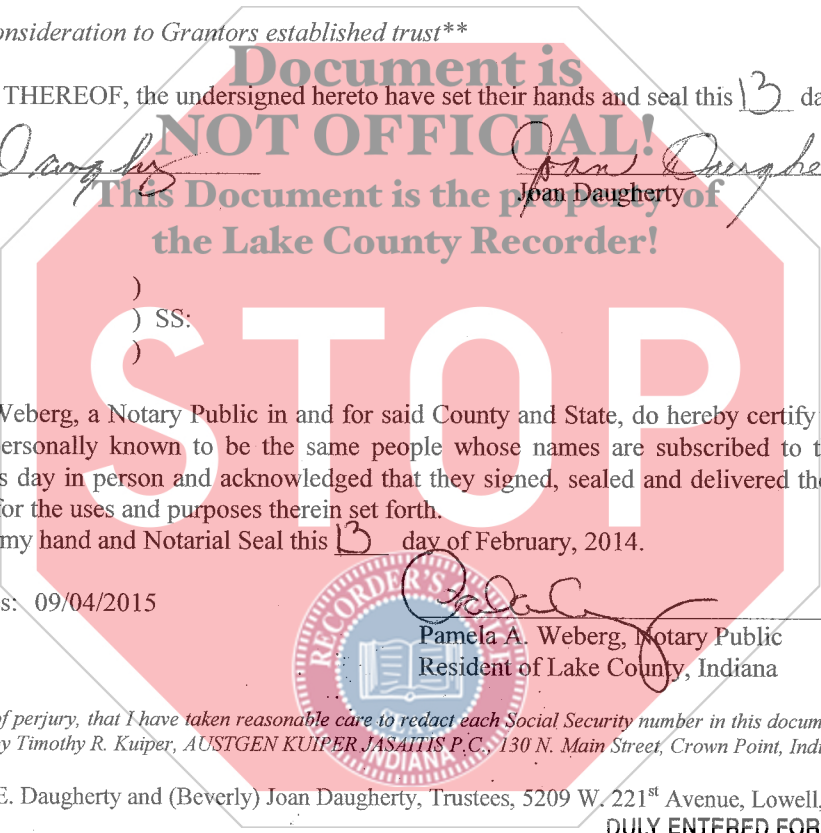 onsideration to Grantors established trust**
Document is
THEREOF, the undersigned hereto have set their hands and seal this 13 da
NOT OFFICIAL!
Joan Daughe
This Document is the property of
Joan Daugherty
the Lake County Recorder!
)
) SS:
)
STOP
Weberg, a Notary Public in and for said County and State, do hereby certify
ersonally known to be the same people whose names are subscribed to t
s day in person and acknowledged that they signed, sealed and delivered the
for the uses and purposes therein set forth.
my hand and Notarial Seal this 13 day of February, 2014.
s: 09/04/2015
RECORDER'S
Pamela A. Weberg, Notary Public
Resident of Lake County, Indiana
SEAL
INDIANA
of perjury, that I have taken reasonable care to redact each Social Security number in this docum
y Timothy R. Kuiper, AUSTGEN KUIPER JASAITIS P.C., 130 N. Main Street, Crown Point, Indi
E. Daugherty and (Beverly) Joan Daugherty, Trustees, 5209 W. 221st Avenue, Lowell,
DULY ENTERED FOR